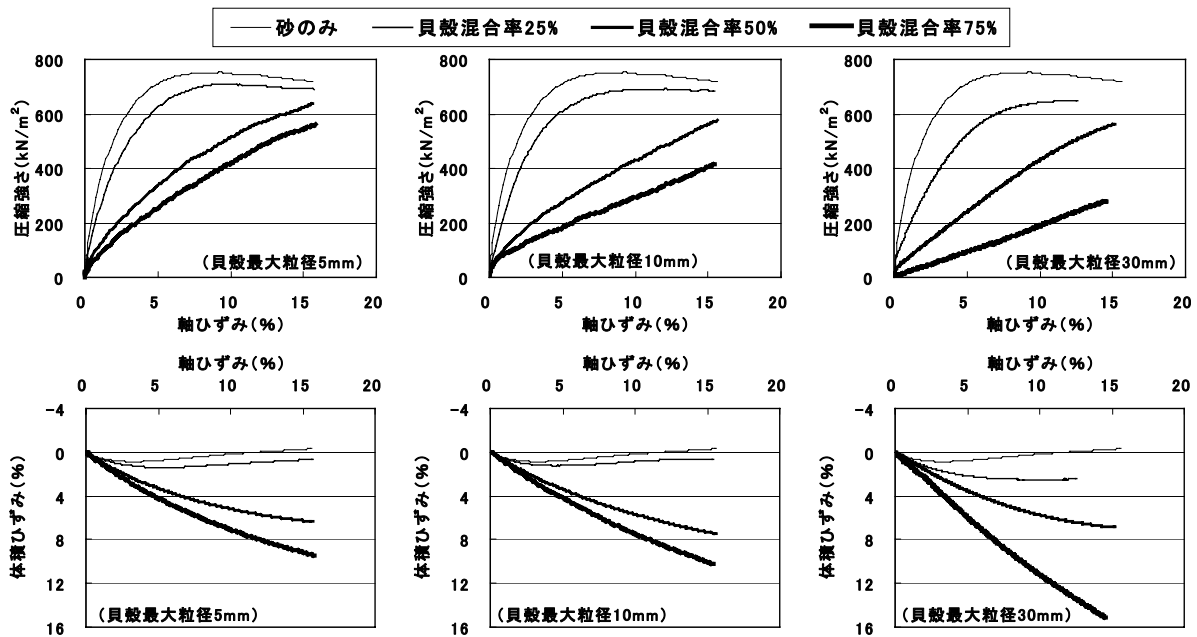 砂のみ 貝殻混合率25% 貝殻混合率50% 貝殻混合率75%
圧縮強さ(kN/m²)
800
600
400
200
0
(貝殻最大粒径5mm)
0 5 10 15 20
軸ひずみ(%)
圧縮強さ(kN/m²)
800
600
400
200
0
(貝殻最大粒径10mm)
0 5 10 15 20
軸ひずみ(%)
圧縮強さ(kN/m²)
800
600
400
200
0
(貝殻最大粒径30mm)
0 5 10 15 20
軸ひずみ(%)
軸ひずみ(%)
0 5 10 15 20
体積ひずみ(%)
-4
0
4
8
12
16
(貝殻最大粒径5mm)
軸ひずみ(%)
0 5 10 15 20
体積ひずみ(%)
-4
0
4
8
12
16
(貝殻最大粒径10mm)
軸ひずみ(%)
0 5 10 15 20
体積ひずみ(%)
-4
0
4
8
12
16
(貝殻最大粒径30mm)